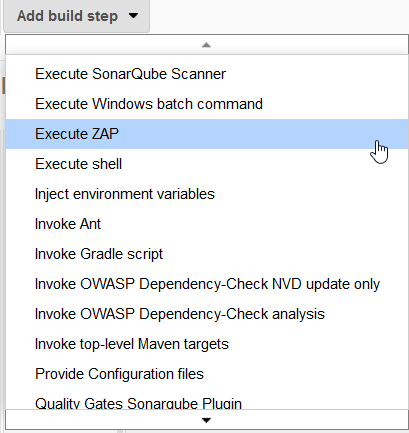 Add build step
Execute SonarQube Scanner
Execute Windows batch command
Execute ZAP
Execute shell
Inject environment variables
Invoke Ant
Invoke Gradle script
Invoke OWASP Dependency-Check NVD update only
Invoke OWASP Dependency-Check analysis
Invoke top-level Maven targets
Provide Configuration files
Quality Gates Sonarqube Plugin